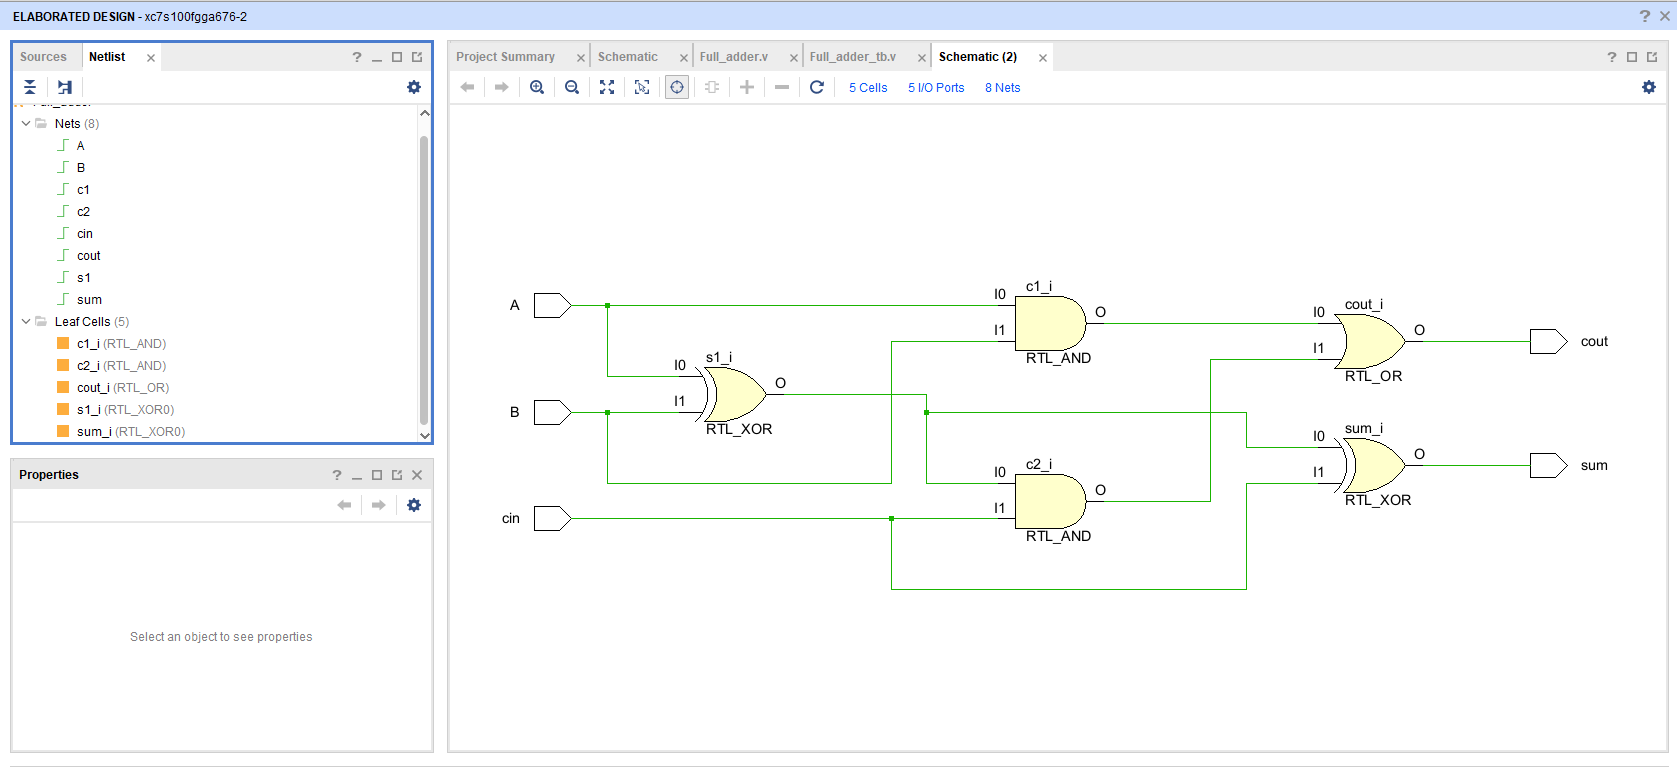 ELABORATED DESIGN - xc7s100fgga676-2
Sources
Netlist
Nets (8)
A
B
c1
c2
cin
cout
s1
sum
Leaf Cells (5)
c1_i (RTL_AND)
c2_i (RTL_AND)
cout_i (RTL_OR)
s1_i (RTL_XOR0)
sum_i (RTL_XOR0)
Properties
Select an object to see properties
Project Summary
Schematic
Full_adder.v
Full_adder_tb.v
Schematic (2)
5 Cells
5 I/O Ports
8 Nets
A
B
cin
s1_i
I0
I1
O
RTL_XOR
c1_i
I0
I1
O
RTL_AND
c2_i
I0
I1
O
RTL_AND
cout_i
I0
I1
O
RTL_OR
cout
sum_i
I0
I1
O
RTL_XOR
sum